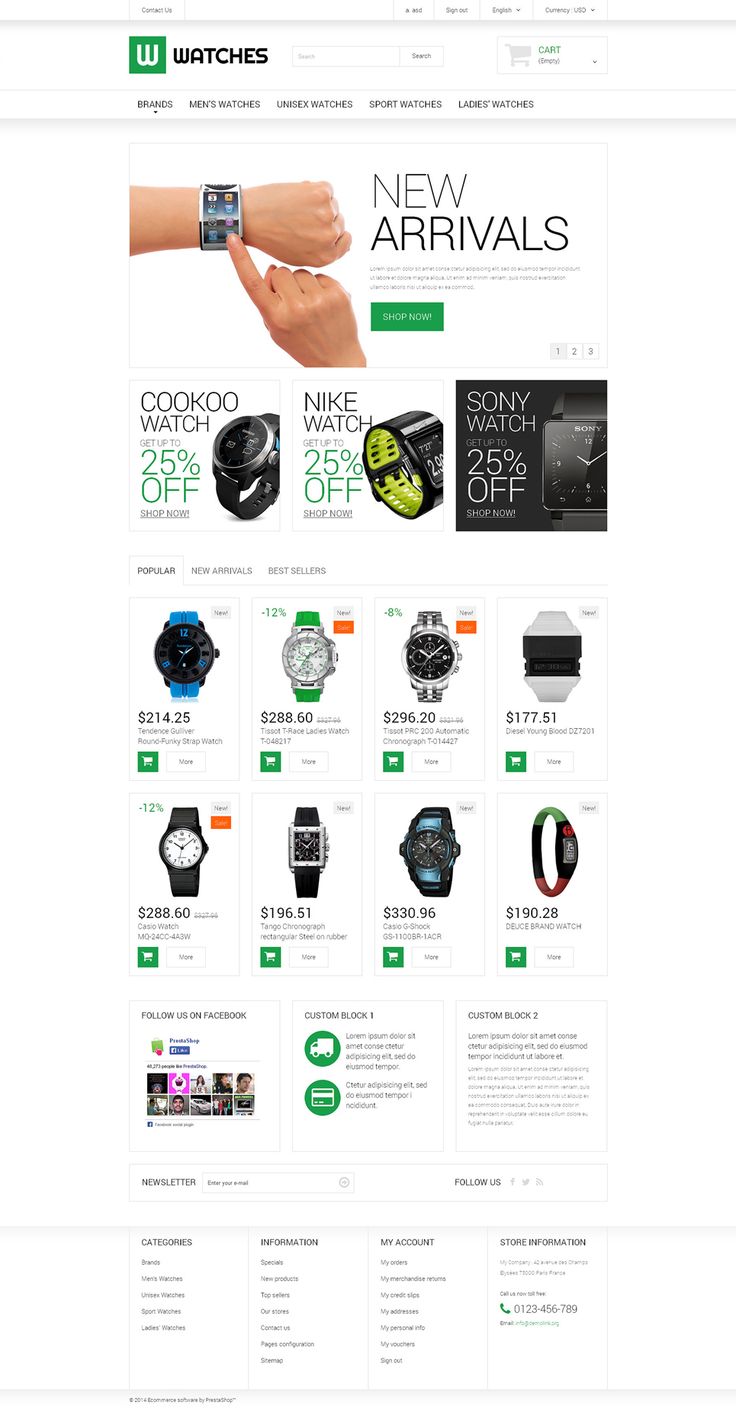 Contact Us
a. asd
Sign out
English
Currency : USD
W WATCHES
Search
Search
CART
(Empty)
BRANDS
MEN'S WATCHES
UNISEX WATCHES
SPORT WATCHES
LADIES' WATCHES
NEW
ARRIVALS
Lorem ipsum dolor sit amet conse ctetur adipisicing elit, sed do eiusmod tempor incididunt
ut labore et dolore magna aliqua. Ut enim ad minim veniam, quis nostrud exercitation
ullamco laboris nisi ut aliquip ex ea commodo.
SHOP NOW!
1 2 3
COOKOO
WATCH
GET UP TO
25%
OFF
SHOP NOW!
NIKE
WATCH
GET UP TO
25%
OFF
SHOP NOW!
SONY
WATCH
GET UP TO
25%
OFF
SHOP NOW!
SONY
POPULAR
NEW ARRIVALS
BEST SELLERS
New!
$214.25
Tendence Gulliver
Round-Funky Strap Watch
More
-12%
New!
Sale!
$288.60 $327.96
Tissot T-Race Ladies Watch
T-048217
More
-8%
New!
Sale!
$296.20 $321.96
Tissot PRC 200 Automatic
Chronograph T-014427
More
New!
$177.51
Diesel Young Blood DZ7201
More
-12%
New!
Sale!
$288.60 $327.96
Casio Watch
MQ-24CC-4A3W
More
New!
$196.51
Tango Chronograph
rectangular Steel on rubber
More
New!
$330.96
Casio G-Shock
GS-1100BR-1ACR
More
New!
$190.28
DEUCE BRAND WATCH
More
FOLLOW US ON FACEBOOK
PrestaShop
Like
48,273 people like PrestaShop.
Facebook social plugin
CUSTOM BLOCK 1
Lorem ipsum dolor sit
amet conse ctetur
adipisicing elit, sed do
eiusmod tempor.
Ctetur adipisicing elit, sed
do eiusmod tempor i
ncididunt.
CUSTOM BLOCK 2
Lorem ipsum dolor sit amet conse
ctetur adipisicing elit, sed do eiusmod
tempor incididunt ut labore et.
Lorem ipsum dolor sit amet conse ctetur
adipisicing elit, sed do eiusmod tempor incididunt
ut labore et dolore magna aliqua. Ut enim ad
minim veniam, quis nostrud exercitation ullamco
laboris nisi ut aliquip ex ea
commodo consequat. Duis aute irure dolor in
reprehenderit in voluptate velit esse cillum dolore eu
fugiat nulla pariatur.
NEWSLETTER
Enter your e-mail
FOLLOW US
CATEGORIES
Brands
Men's Watches
Unisex Watches
Sport Watches
Ladies' Watches
INFORMATION
Specials
New products
Top sellers
Our stores
Contact us
Pages configuration
Sitemap
MY ACCOUNT
My orders
My merchandise returns
My credit slips
My addresses
My personal info
My vouchers
Sign out
STORE INFORMATION
My Company : 42 avenue des Champs
Elysées 75000 Paris France
Call us now toll free:
0123-456-789
Email: info@demolink.org
© 2014 Ecommerce software by PrestaShop™